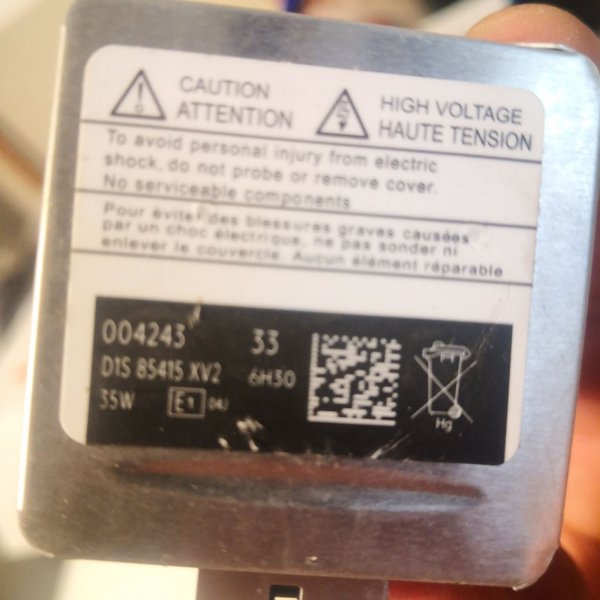 CAUTION
ATTENTION
HIGH VOLTAGE
HAUTE TENSION
To avoid personal injury from electric
shock, do not probe or remove cover.
No serviceable components
Pour éviter des blessures graves causées
par un choc électrique, ne pas sonder ni
enlever le couvercle. Aucun élément réparable
004243 33
D1S 85415 XV2 6H30
35W E1 04J
Hg